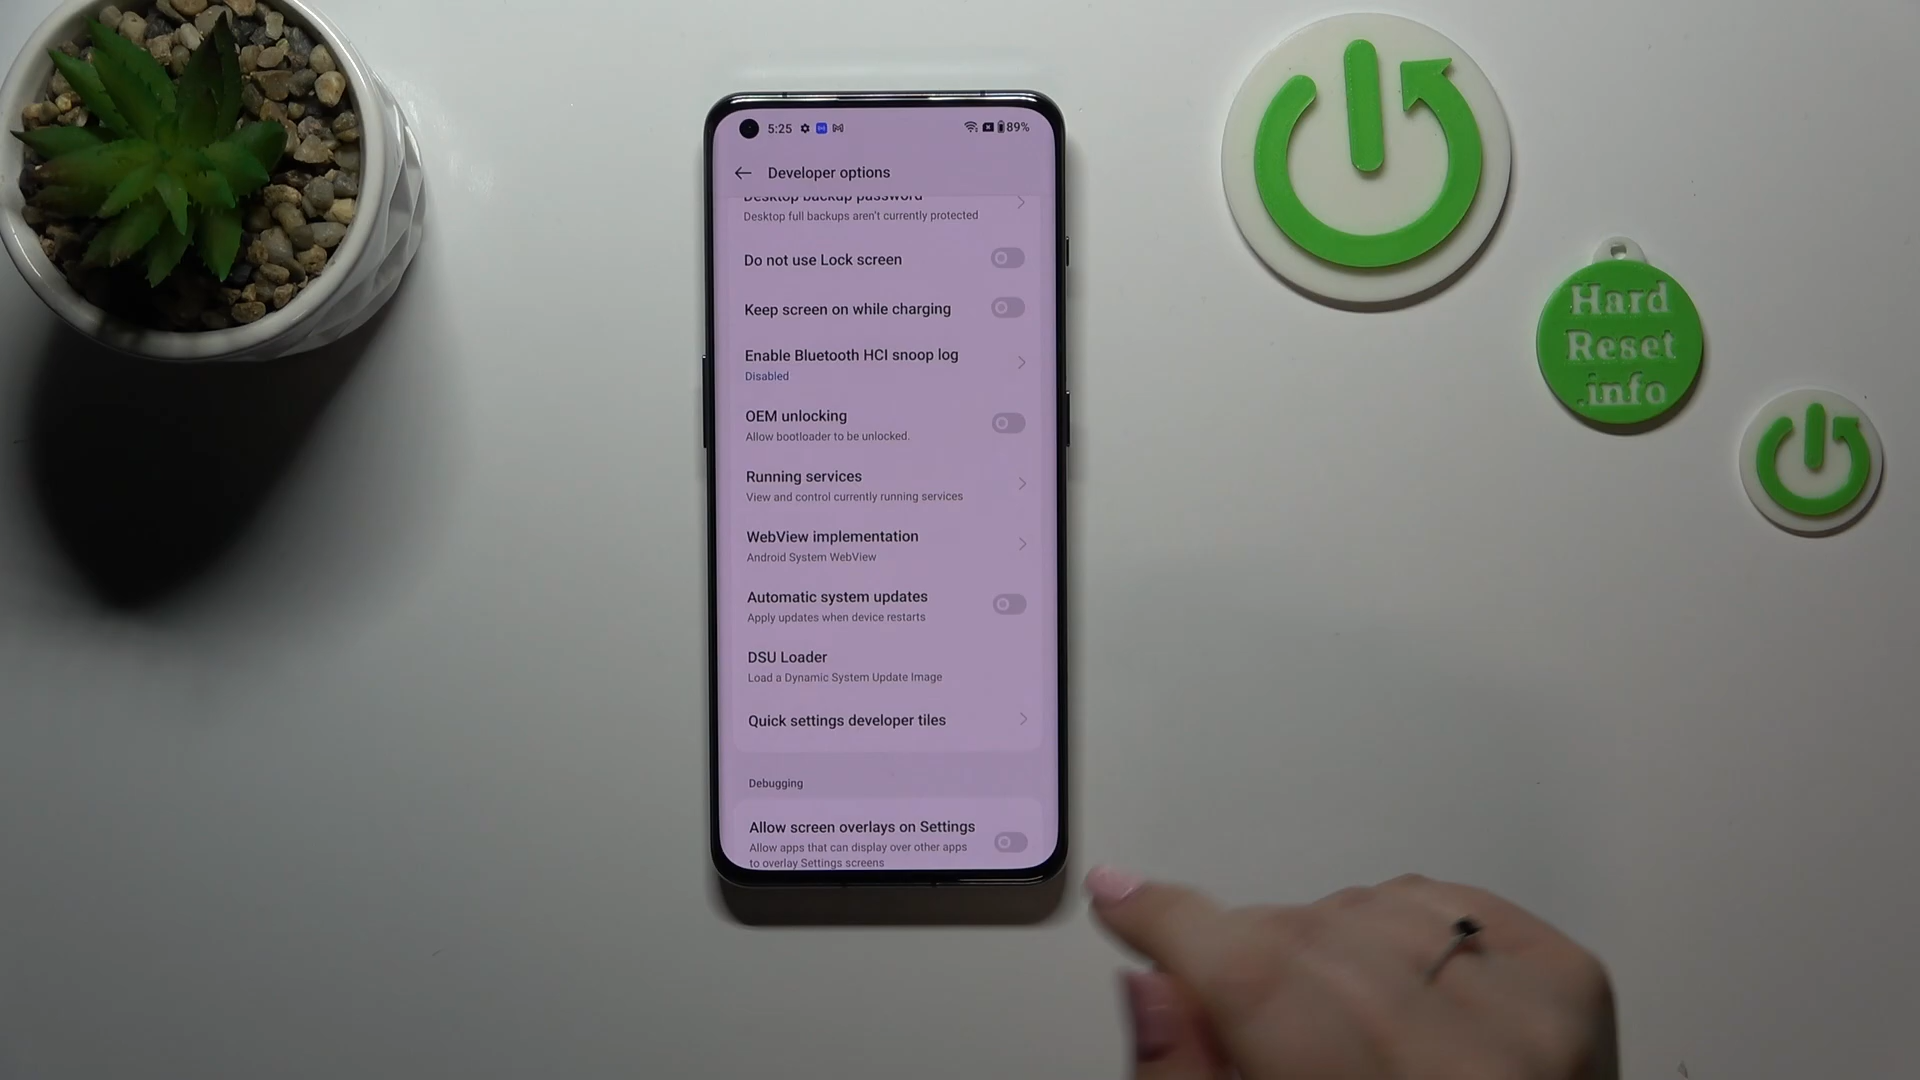 5:25
89%
Developer options
Desktop backup password
Desktop full backups aren't currently protected
Do not use Lock screen
Keep screen on while charging
Enable Bluetooth HCI snoop log
Disabled
OEM unlocking
Allow bootloader to be unlocked.
Running services
View and control currently running services
WebView implementation
Android System WebView
Automatic system updates
Apply updates when device restarts
DSU Loader
Load a Dynamic System Update Image
Quick settings developer tiles
Debugging
Allow screen overlays on Settings
Allow apps that can display over other apps
to overlay Settings screens
Hard
Reset
.info